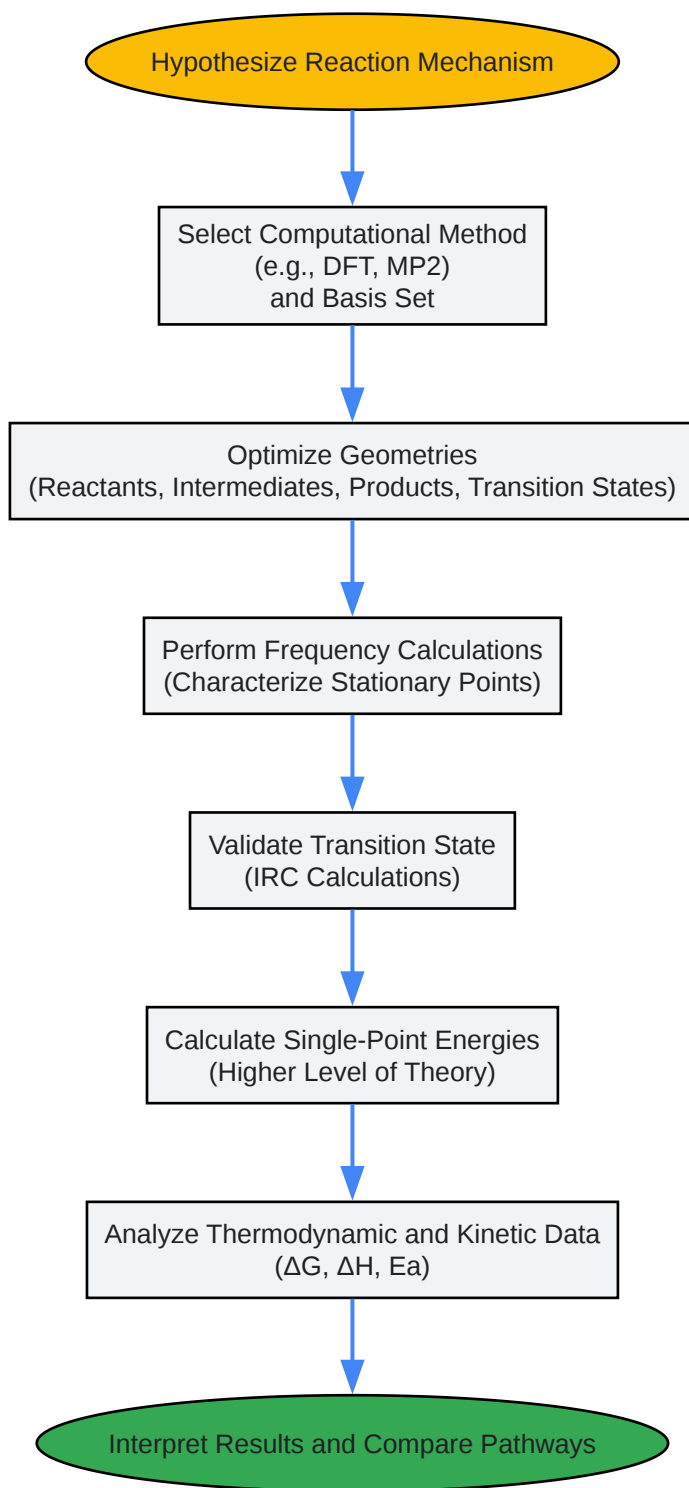 Hypothesize Reaction Mechanism
Select Computational Method
(e.g., DFT, MP2)
and Basis Set
Optimize Geometries
(Reactants, Intermediates, Products, Transition States)
Perform Frequency Calculations
(Characterize Stationary Points)
Validate Transition State
(IRC Calculations)
Calculate Single-Point Energies
(Higher Level of Theory)
Analyze Thermodynamic and Kinetic Data
(ΔG, ΔH, Ea)
Interpret Results and Compare Pathways